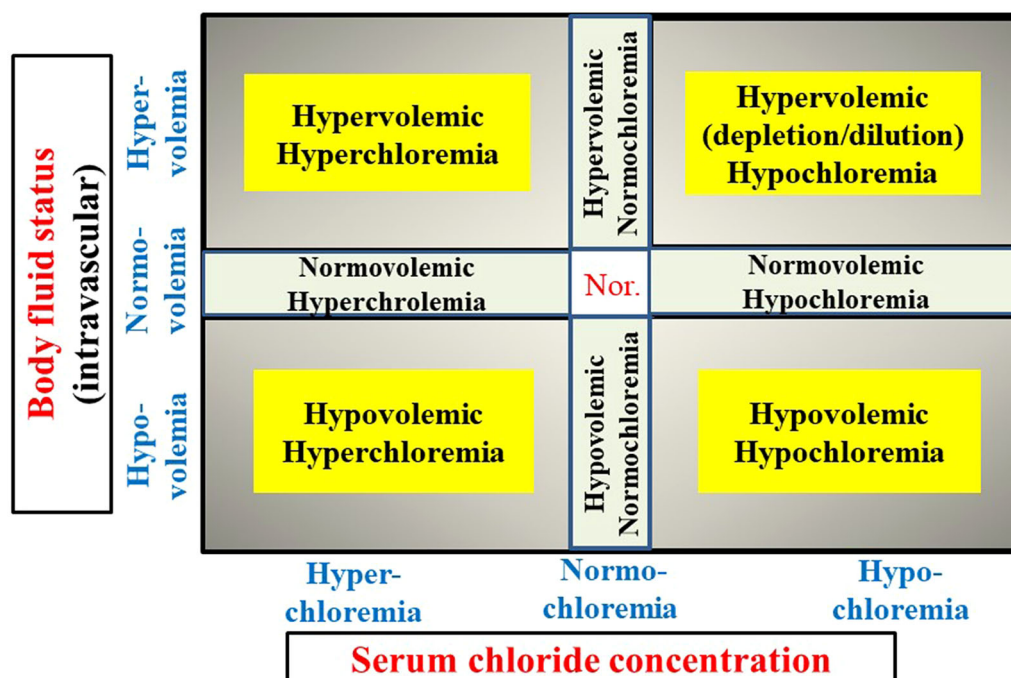 Body fluid status
(intravascular)
Hyper-
volemia
Normo-
volemia
Hypo-
volemia
Hypervolemic
Hyperchloremia
Hypervolemic
Normochloremia
Hypervolemic
(depletion/dilution)
Hypochloremia
Normovolemic
Hyperchrolemia
Nor.
Normovolemic
Hypochloremia
Hypovolemic
Hyperchloremia
Hypovolemic
Normochloremia
Hypovolemic
Hypochloremia
Hyper-
chloremia
Normo-
chloremia
Hypo-
chloremia
Serum chloride concentration